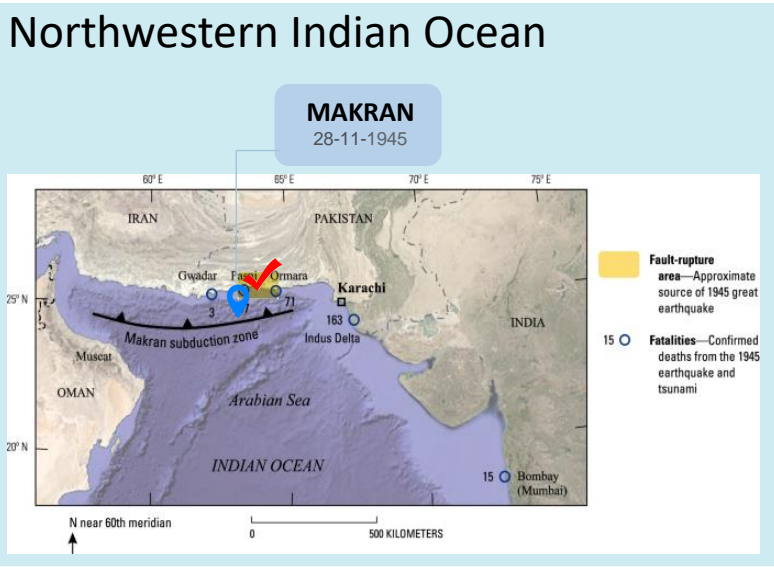 Northwestern Indian Ocean
MAKRAN
28-11-1945
60° E
65° E
70° E
75° E
IRAN
PAKISTAN
Gwadar
Pasni
Ormara
Karachi
25° N
3
7
71
163
Indus Delta
INDIA
Makran subduction zone
Muscat
OMAN
Arabian Sea
20° N
INDIAN OCEAN
15
Bombay
(Mumbai)
Fault-rupture
area—Approximate
source of 1945 great
earthquake
15
Fatalities—Confirmed
deaths from the 1945
earthquake and
tsunami
N near 60th meridian
0
500 KILOMETERS